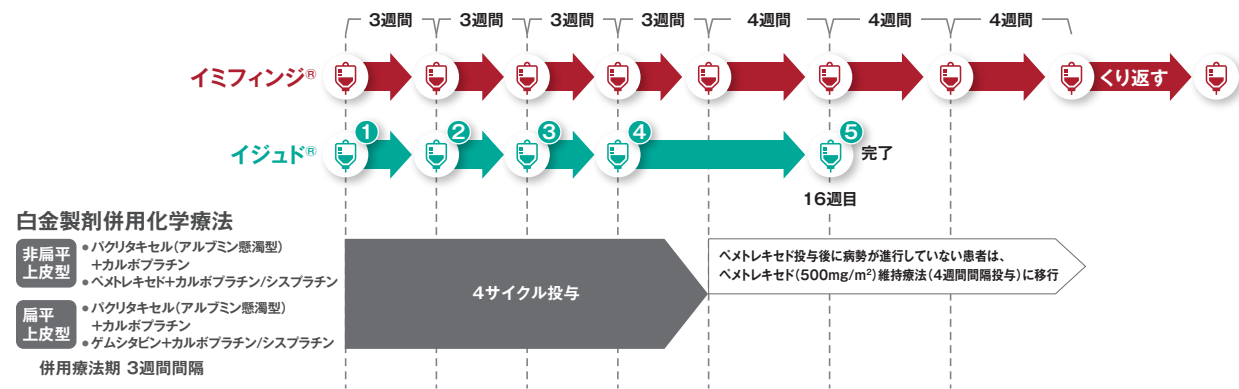 3週間 3週間 3週間 3週間 4週間 4週間 4週間
イミフィンジ® くり返す
イジュド® 1 2 3 4 5 完了
16週目
白金製剤併用化学療法
非扁平
上皮型
●パクリタキセル(アルブミン懸濁型)
+カルボプラチン
●ペメトレキセド+カルボプラチン/シスプラチン
扁平
上皮型
●パクリタキセル(アルブミン懸濁型)
+カルボプラチン
●ゲムシタビン+カルボプラチン/シスプラチン
併用療法期 3週間間隔
4サイクル投与
ペメトレキセド投与後に病勢が進行していない患者は、
ペメトレキセド(500mg/m²)維持療法(4週間間隔投与)に移行